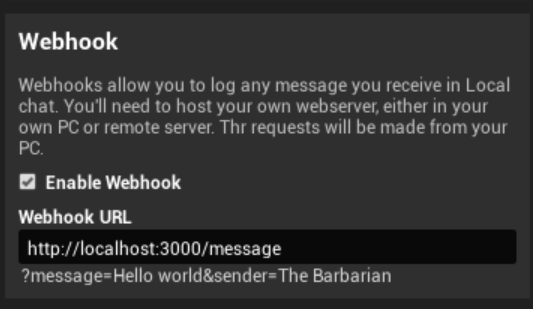 Webhook
Webhooks allow you to log any message you receive in Local
chat. You'll need to host your own webserver, either in your
own PC or remote server. Thr requests will be made from your
PC.
Enable Webhook
Webhook URL
http://localhost:3000/message
?message=Hello world&sender=The Barbarian